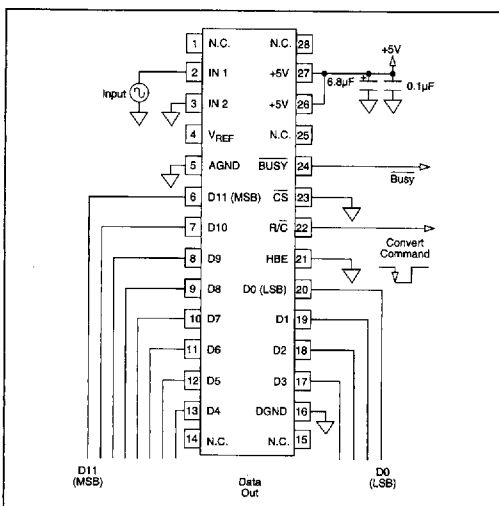 1 N.C. N.C. 28
+5V
2 IN 1 +5V 27
6.8µF + 0.1µF
Input
3 IN 2 +5V 26
4 VREF N.C. 25
5 AGND BUSY 24
Busy
6 D11 (MSB) CS 23
7 D10 R/C 22
Convert
Command
8 D9 HBE 21
9 D8 D0 (LSB) 20
10 D7 D1 19
11 D6 D2 18
12 D5 D3 17
13 D4 DGND 16
14 N.C. N.C. 15
D11
(MSB)
Data
Out
D0
(LSB)